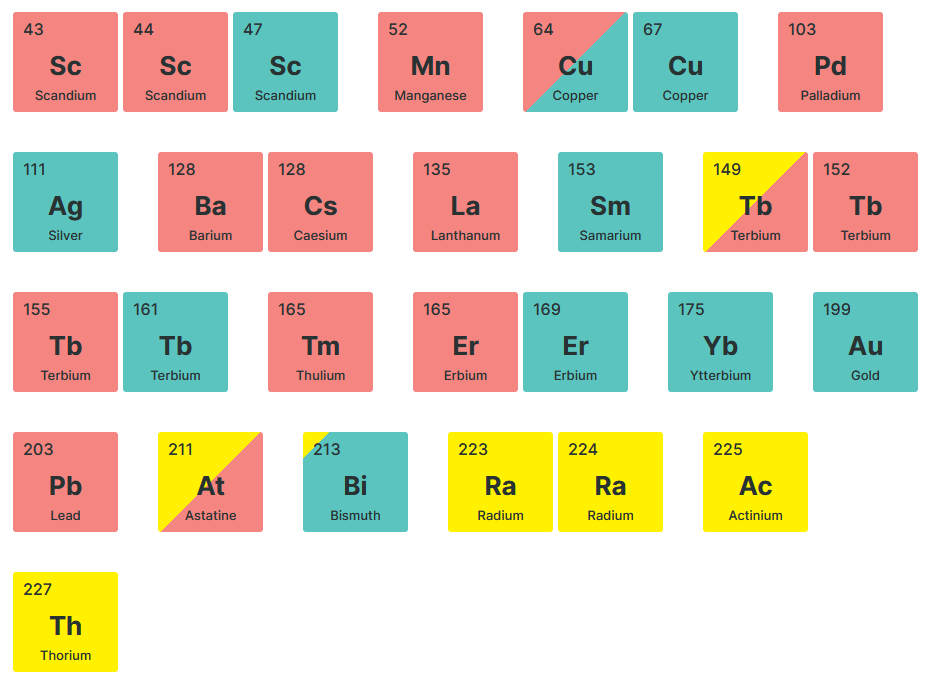 43 44 47 52 64 67 103
Sc Sc Sc Mn Cu Cu Pd
Scandium Scandium Scandium Manganese Copper Copper Palladium
111 128 128 135 153 149 152
Ag Ba Cs La Sm Tb Tb
Silver Barium Caesium Lanthanum Samarium Terbium Terbium
155 161 165 165 169 175 199
Tb Tb Tm Er Er Yb Au
Terbium Terbium Thulium Erbium Erbium Ytterbium Gold
203 211 213 223 224 225
Pb At Bi Ra Ra Ac
Lead Astatine Bismuth Radium Radium Actinium
227
Th
Thorium